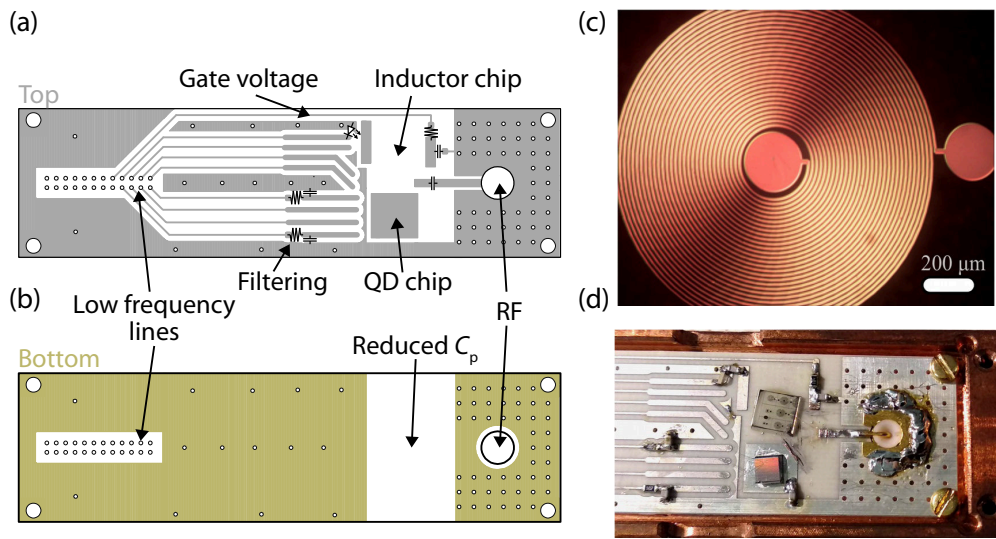 (a)
Gate voltage
Inductor chip
Top
Filtering
QD chip
(b)
Low frequency
lines
RF
Reduced Cp
Bottom
(c)
200 μm
(d)